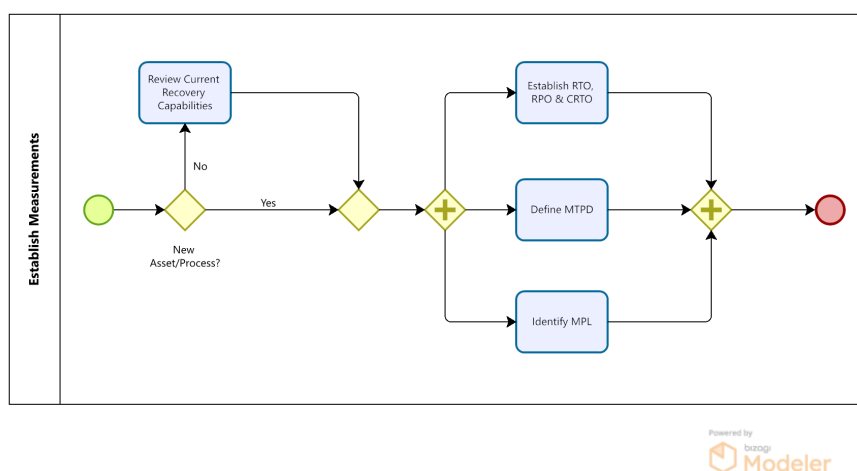 Establish Measurements
Review Current
Recovery
Capabilities
No
Yes
New
Asset/Process?
Establish RTO,
RPO & CRTO
Define MTPD
Identify MPL
Powered by
bizagi
Modeler